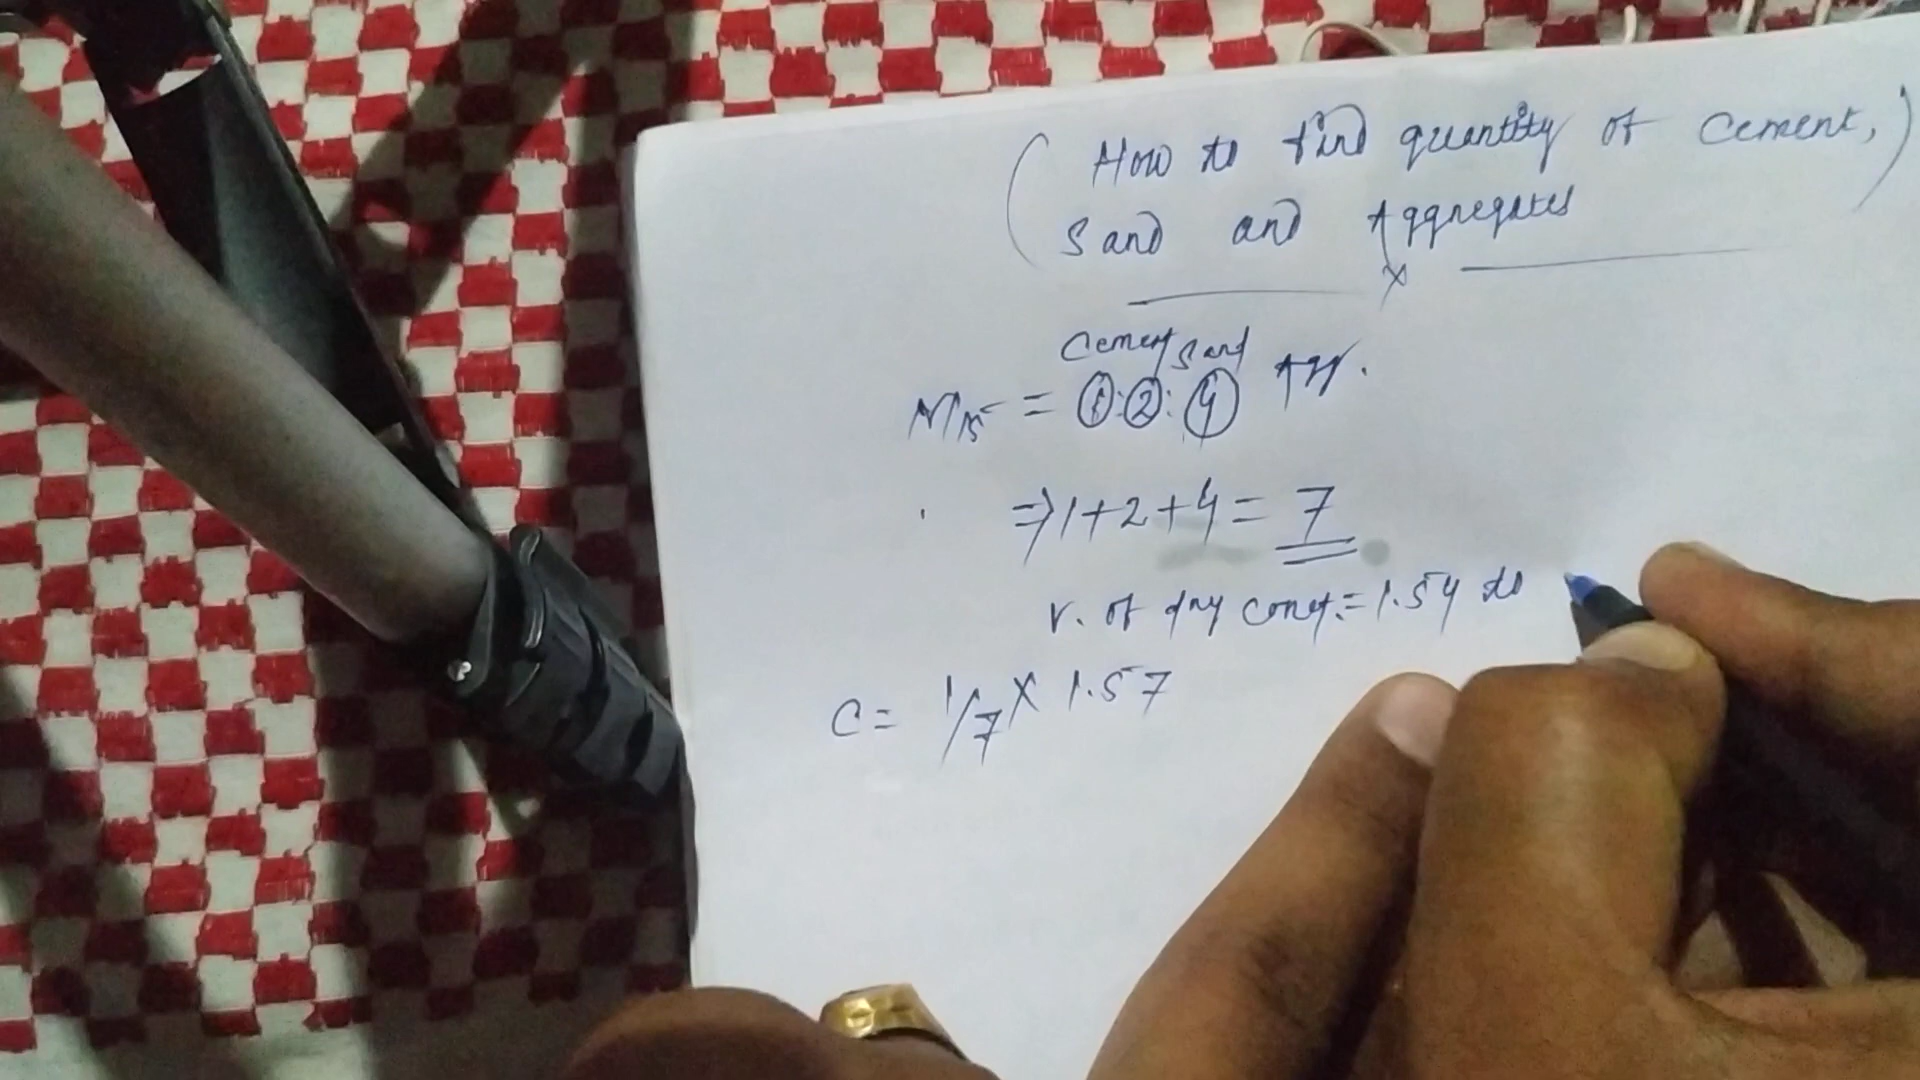 (How to find quantity of cement,)
Sand and Aggregates
x
Cement Sand
M15 = 1:2:4 Agg.
⇒ 1+2+4 = 7
V. of dry conc. = 1.54 to
C = 1/7 X 1.57